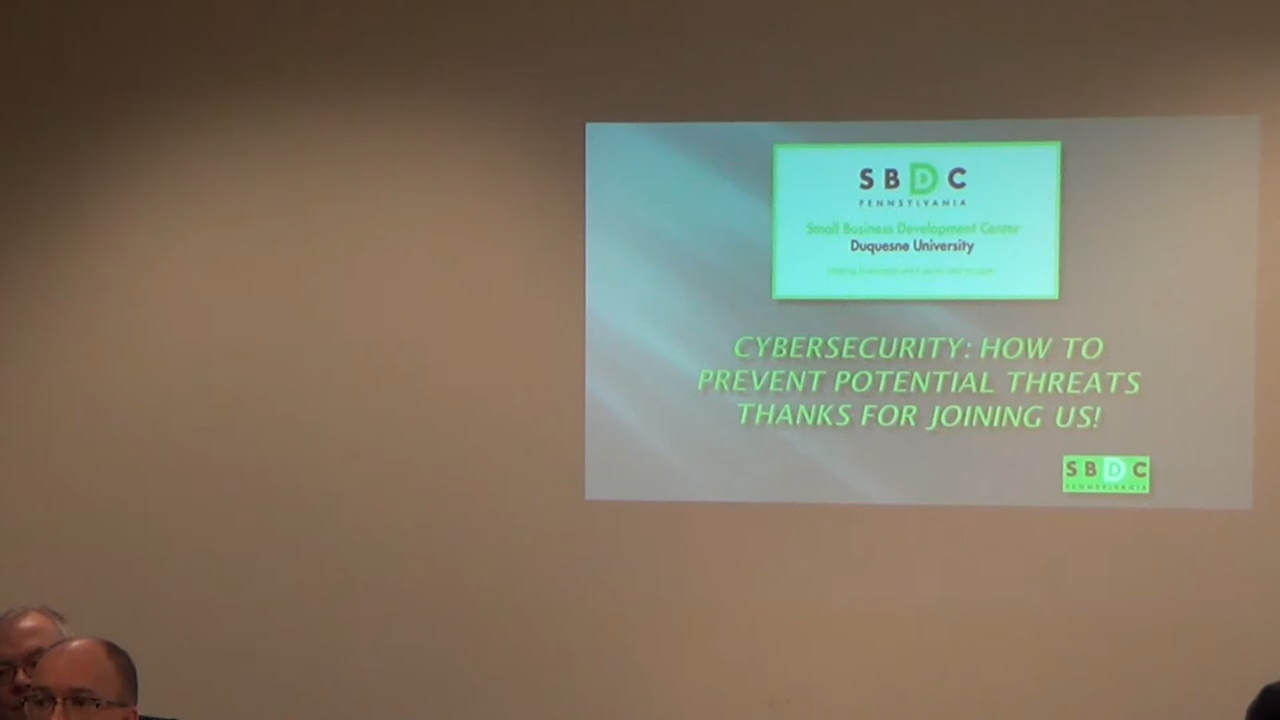 SBDC
PENNSYLVANIA
Small Business Development Center
Duquesne University
CYBERSECURITY: HOW TO
PREVENT POTENTIAL THREATS
THANKS FOR JOINING US!
SBDC
PENNSYLVANIA